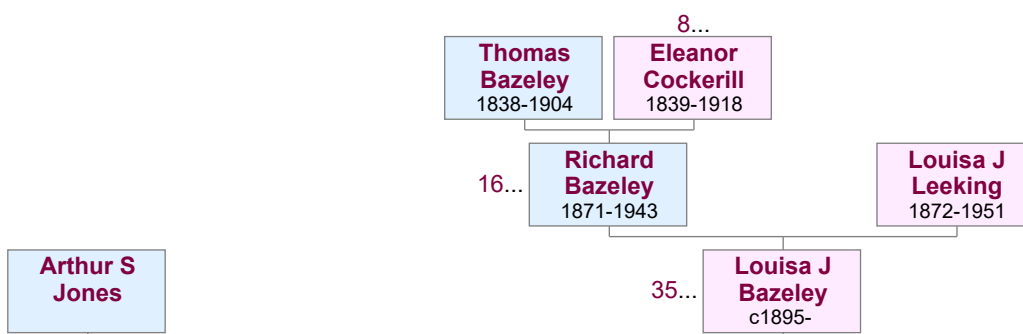 8...
Thomas
Bazeley
1838-1904
Eleanor
Cockerill
1839-1918
16...
Richard
Bazeley
1871-1943
Louisa J
Leeking
1872-1951
Arthur S
Jones
35...
Louisa J
Bazeley
c1895-